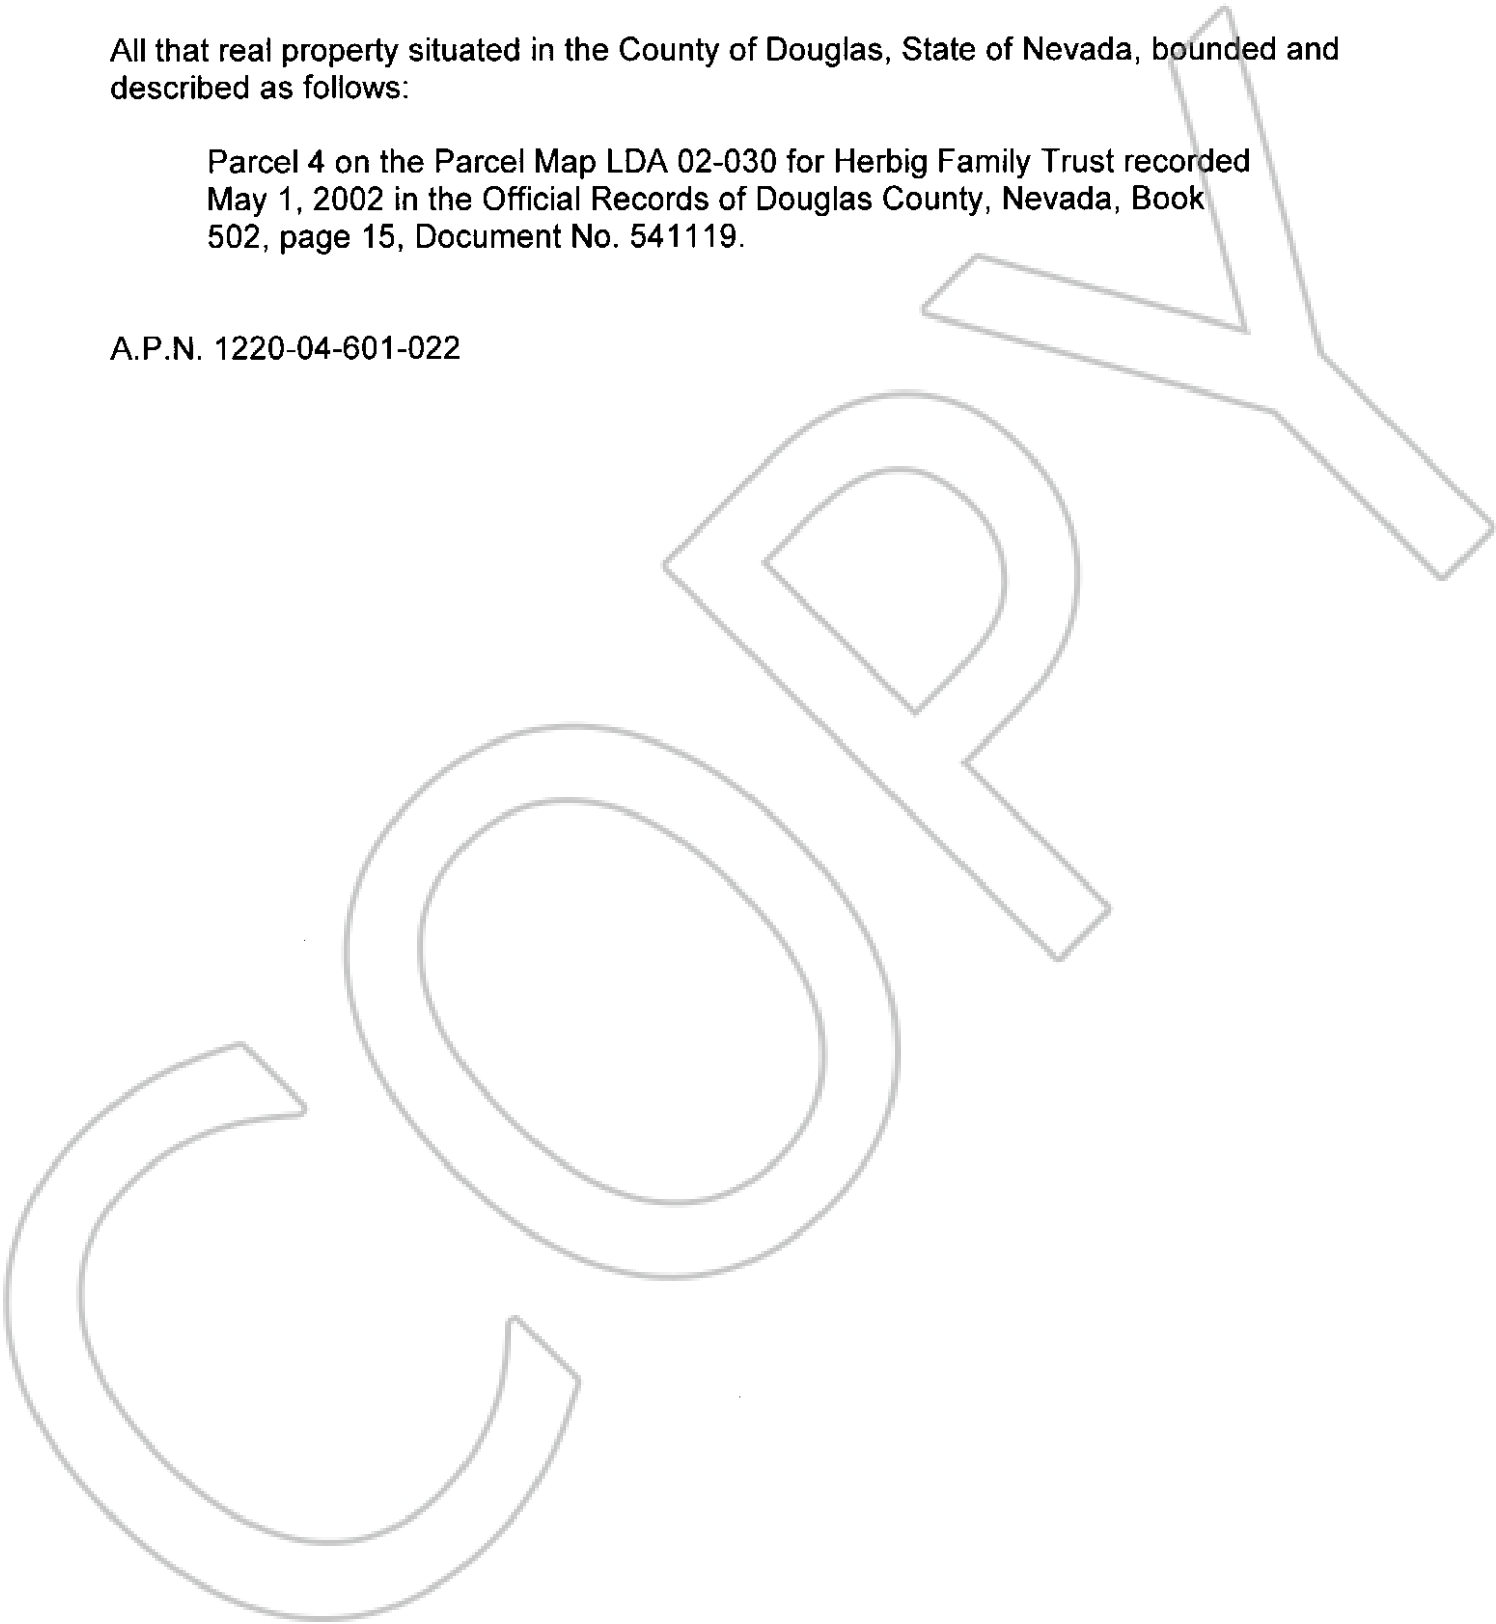 All that real property situated in the County of Douglas, State of Nevada, bounded and
described as follows:
Parcel 4 on the Parcel Map LDA 02-030 for Herbig Family Trust recorded
May 1, 2002 in the Official Records of Douglas County, Nevada, Book
502, page 15, Document No. 541119.
A.P.N. 1220-04-601-022
COPY